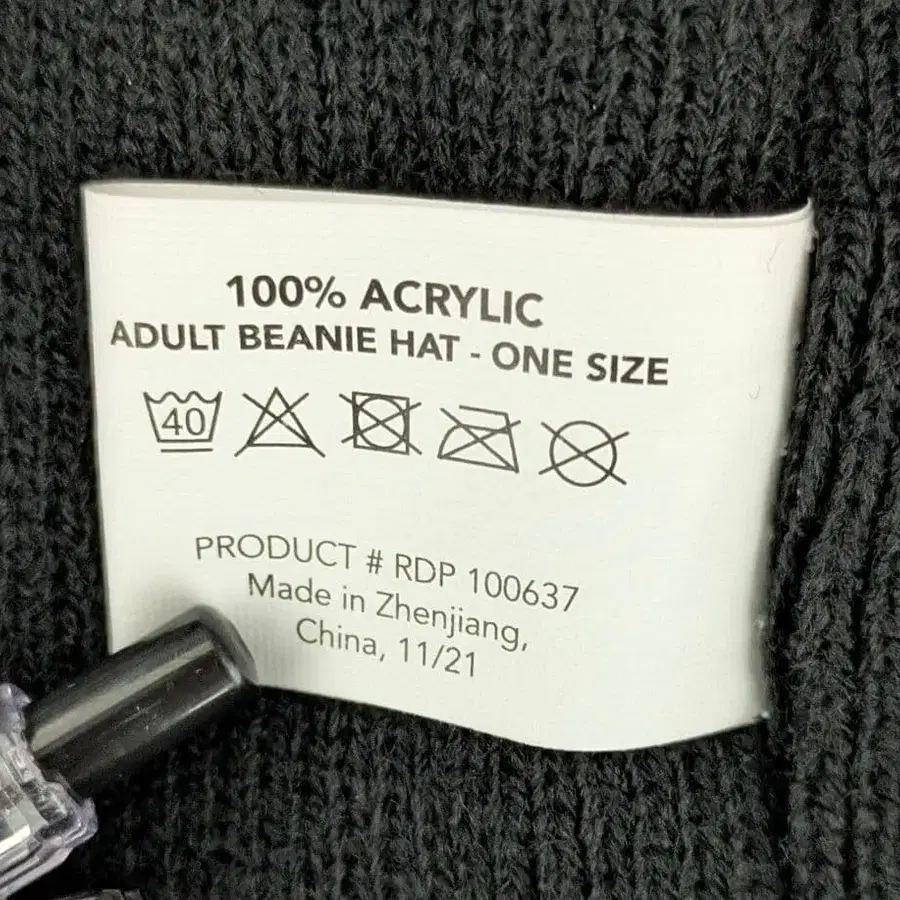 100% ACRYLIC
ADULT BEANIE HAT - ONE SIZE
40
PRODUCT # RDP 100637
Made in Zhenjiang,
China, 11/21